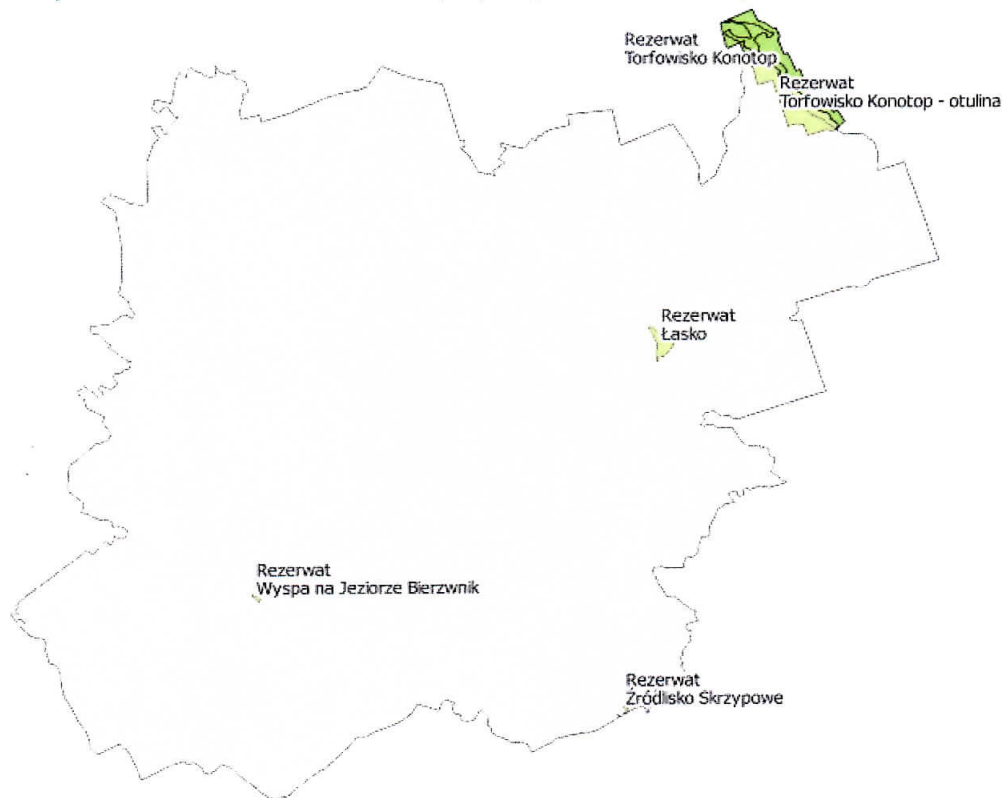 Rezerwat
Torfowisko Konotop
Rezerwat
Torfowisko Konotop - otulina
Rezerwat
Łasko
Rezerwat
Wyspa na Jeziorze Bierzwnik
Rezerwat
Źródlisko Skrzypowe